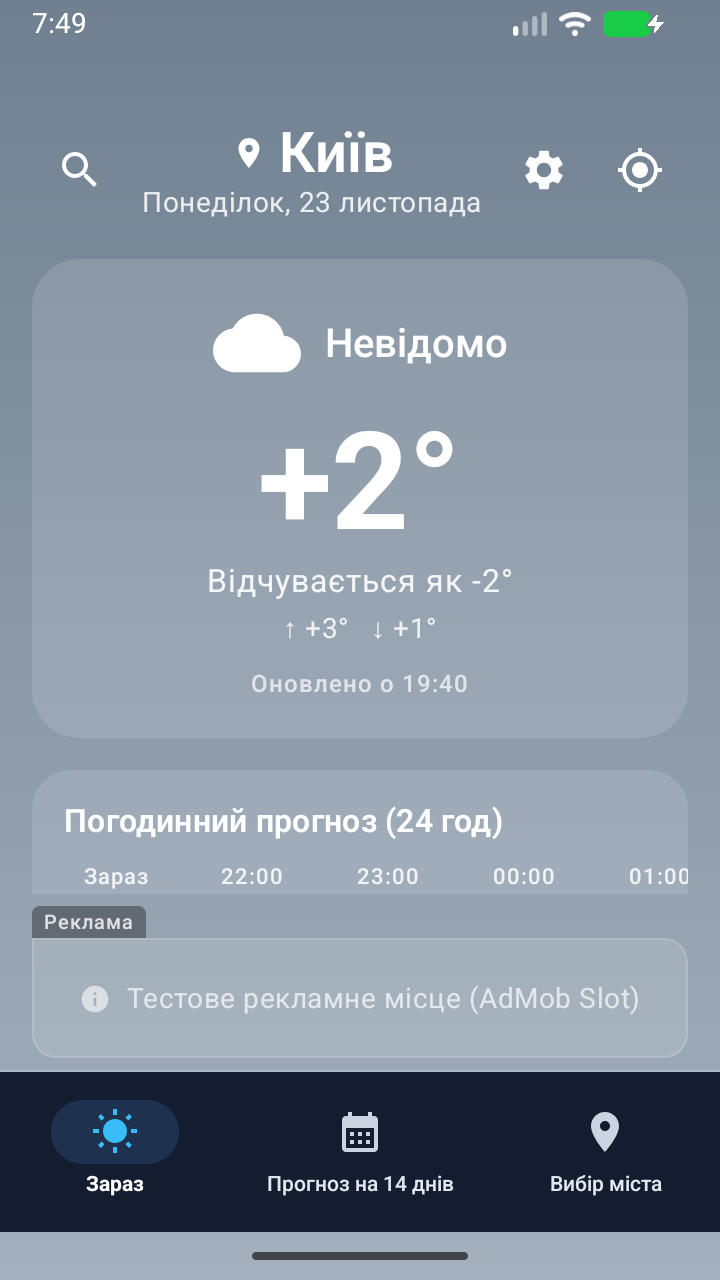 7:49
Київ
Понеділок, 23 листопада
Невідомо
+2°
Відчувається як -2°
↑ +3° ↓ +1°
Оновлено о 19:40
Погодинний прогноз (24 год)
Зараз 22:00 23:00 00:00 01:00
Реклама
Тестове рекламне місце (AdMob Slot)
Зараз Прогноз на 14 днів Вибір міста